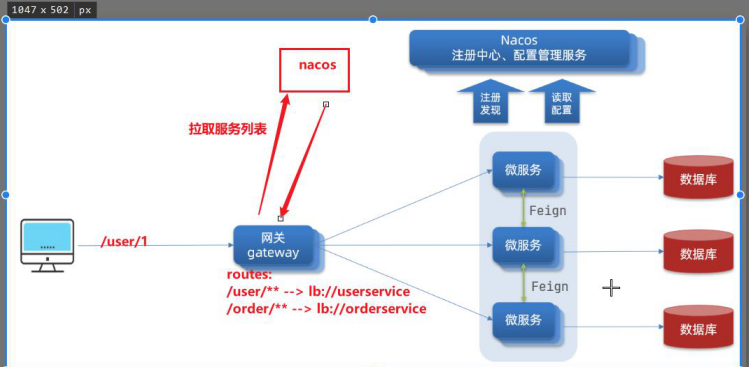 1047 x 502 px
Nacos
注册中心、配置管理服务
nacos
注册
发现
读取
配置
拉取服务列表
微服务
数据库
Feign
/user/1
.....
网关
gateway
微服务
数据库
routes:
/user/** --> lb://userservice
/order/** --> lb://orderservice
Feign
微服务
数据库